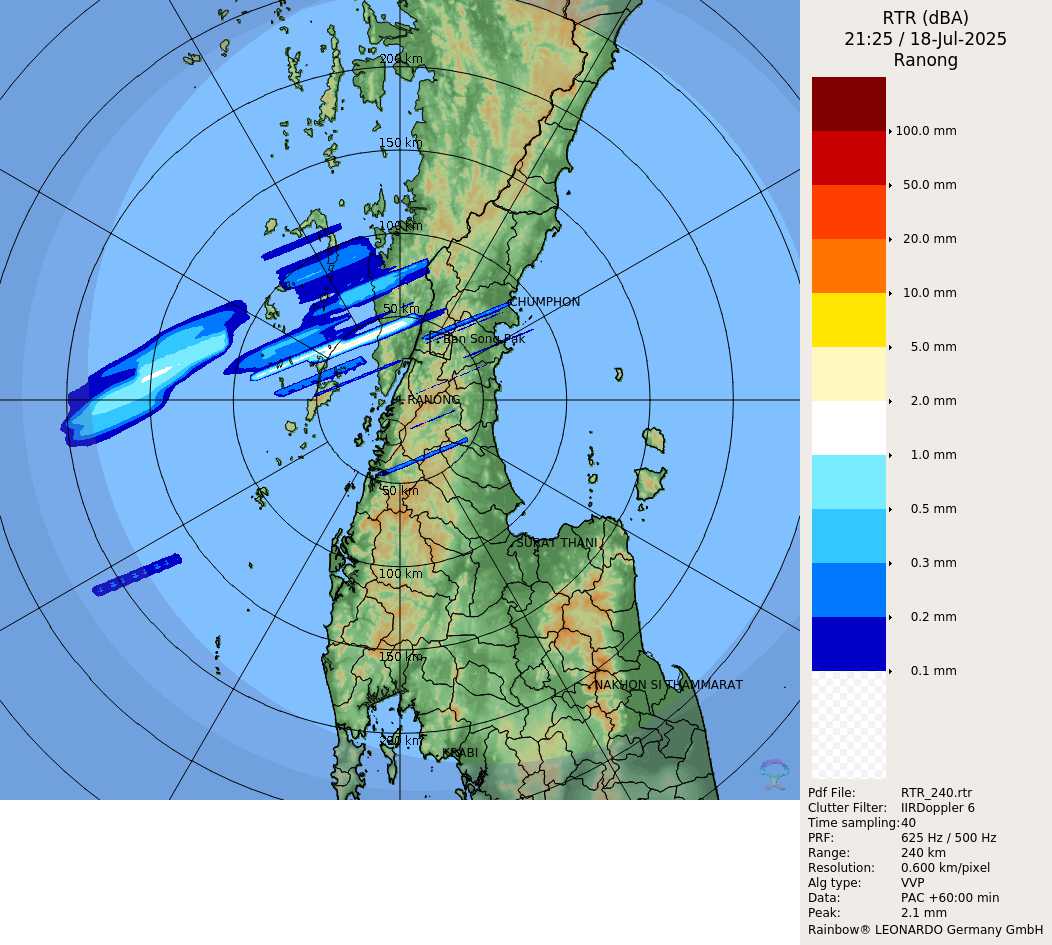 RTR (dBA)
21:25 / 18-Jul-2025
Ranong
100.0 mm
50.0 mm
20.0 mm
10.0 mm
5.0 mm
2.0 mm
1.0 mm
0.5 mm
0.3 mm
0.2 mm
0.1 mm
Pdf File: RTR_240.rtr
Clutter Filter: IIRDoppler 6
Time sampling: 40
PRF: 625 Hz / 500 Hz
Range: 240 km
Resolution: 0.600 km/pixel
Alg type: VVP
Data: PAC +60:00 min
Peak: 2.1 mm
Rainbow® LEONARDO Germany GmbH
200 km
150 km
100 km
50 km
CHUMPHON
Ban Song Pak
RANONG
50 km
SURAT THANI
100 km
150 km
NAKHON SI THAMMARAT
200 km
KRABI